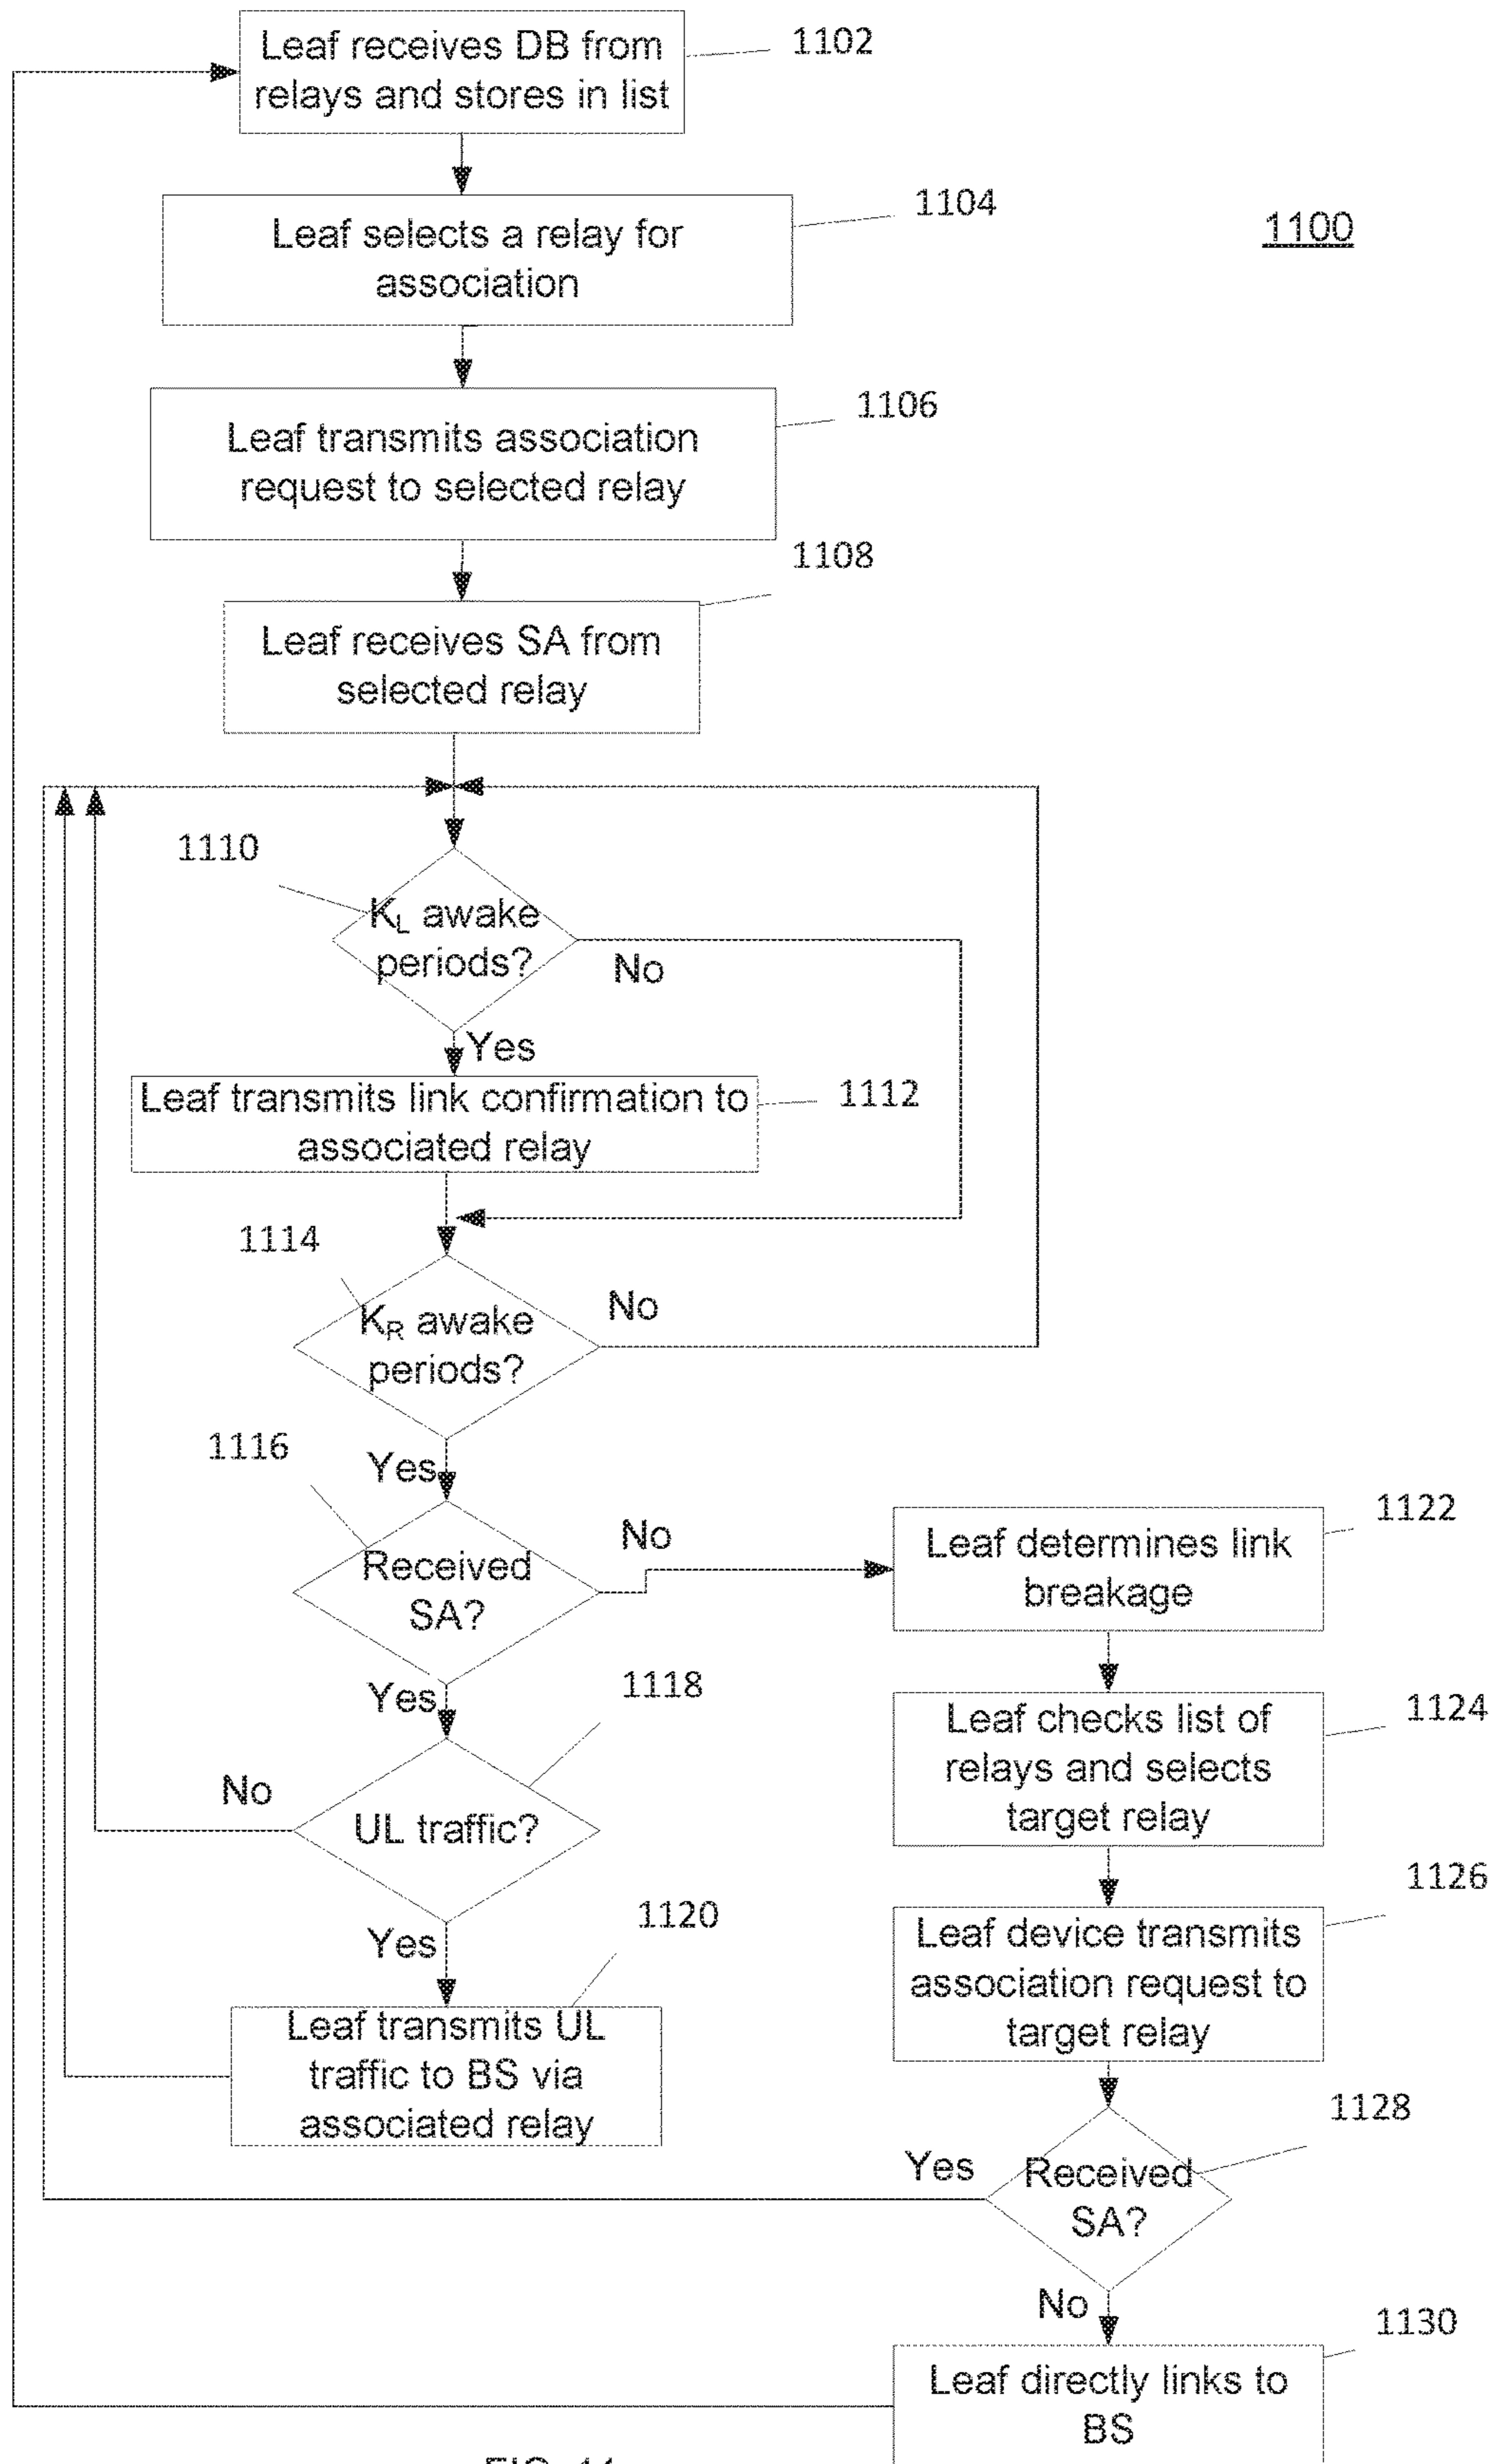 Leaf receives DB from
relays and stores in list
1102
Leaf selects a relay for
association
1104
1100
Leaf transmits association
request to selected relay
1106
1108
Leaf receives SA from
selected relay
1110
KL awake
periods?
No
Yes
Leaf transmits link confirmation to
associated relay
1112
1114
KR awake
periods?
No
Yes
1116
Received
SA?
No
Yes
1122
Leaf determines link
breakage
1118
UL traffic?
No
Yes
1124
Leaf checks list of
relays and selects
target relay
1120
Leaf transmits UL
traffic to BS via
associated relay
1126
Leaf device transmits
association request to
target relay
1128
Received
SA?
Yes
No
1130
Leaf directly links to
BS